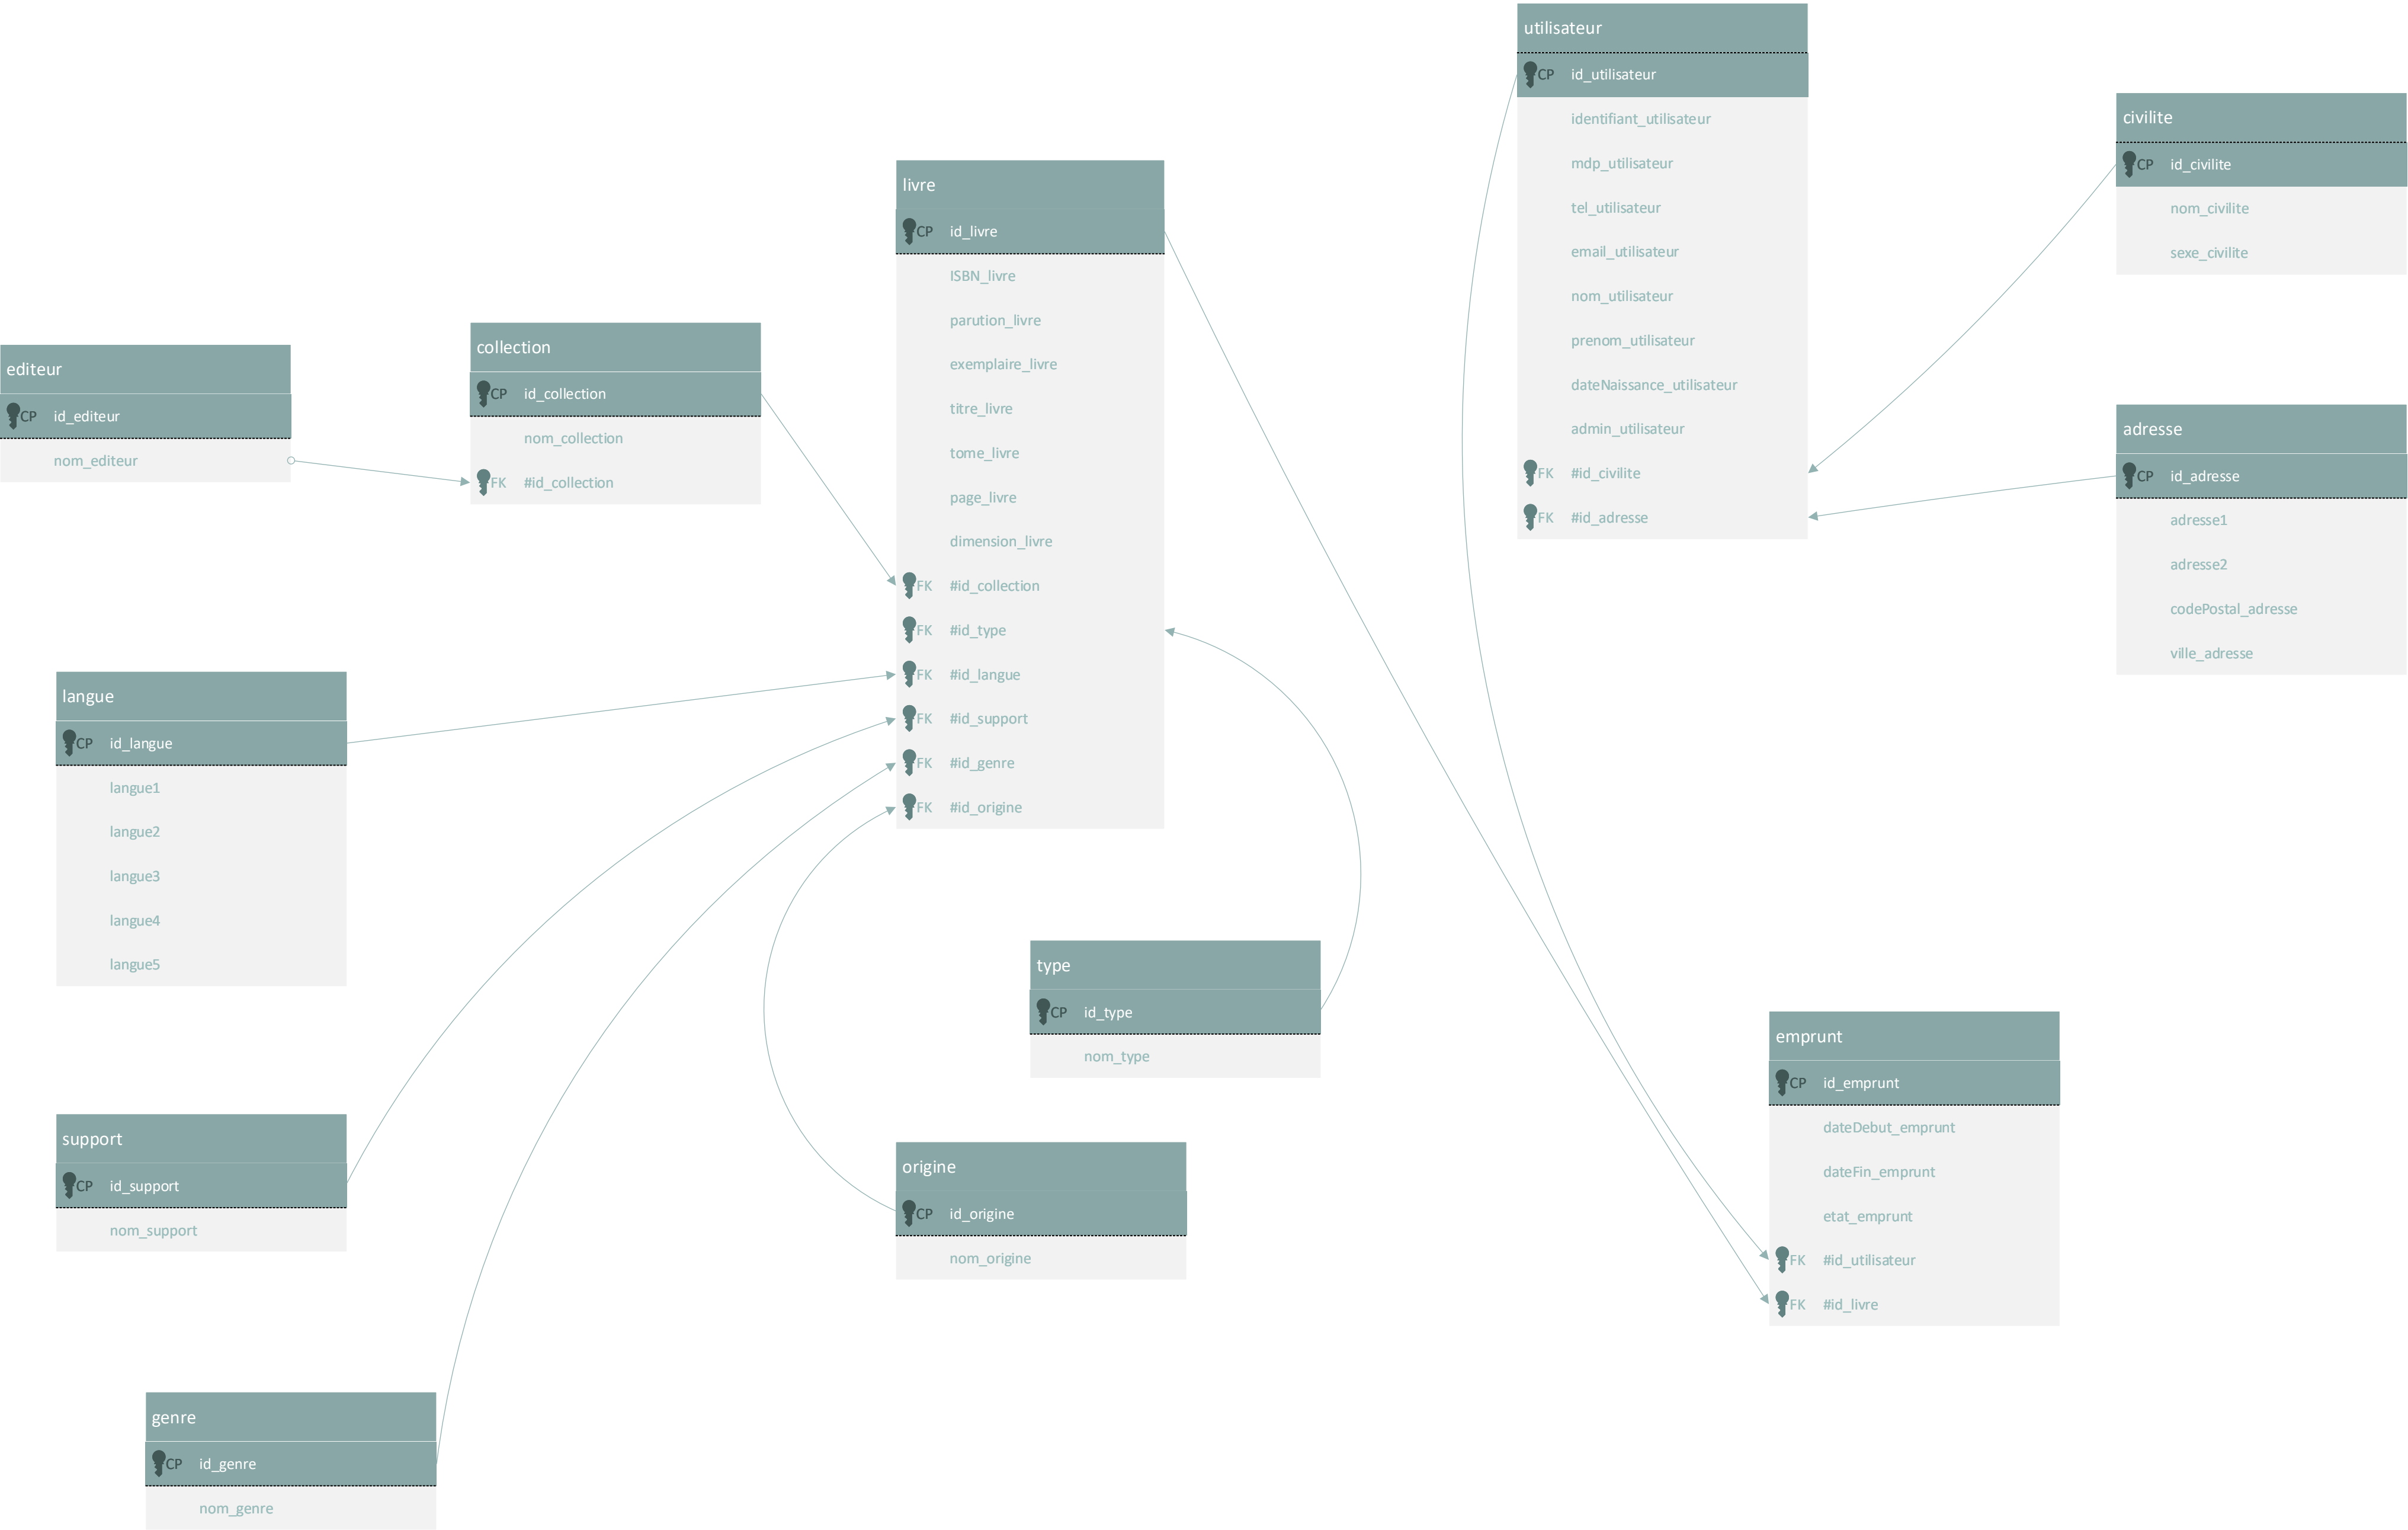 utilisateur
CP id_utilisateur
identifiant_utilisateur
mdp_utilisateur
tel_utilisateur
email_utilisateur
nom_utilisateur
prenom_utilisateur
dateNaissance_utilisateur
admin_utilisateur
FK #id_civilite
FK #id_adresse
civilite
CP id_civilite
nom_civilite
sexe_civilite
livre
CP id_livre
ISBN_livre
parution_livre
exemplaire_livre
titre_livre
tome_livre
page_livre
dimension_livre
FK #id_collection
FK #id_type
FK #id_langue
FK #id_support
FK #id_genre
FK #id_origine
collection
CP id_collection
nom_collection
FK #id_collection
editeur
CP id_editeur
nom_editeur
adresse
CP id_adresse
adresse1
adresse2
codePostal_adresse
ville_adresse
langue
CP id_langue
langue1
langue2
langue3
langue4
langue5
type
CP id_type
nom_type
emprunt
CP id_emprunt
dateDebut_emprunt
dateFin_emprunt
etat_emprunt
FK #id_utilisateur
FK #id_livre
support
CP id_support
nom_support
origine
CP id_origine
nom_origine
genre
CP id_genre
nom_genre